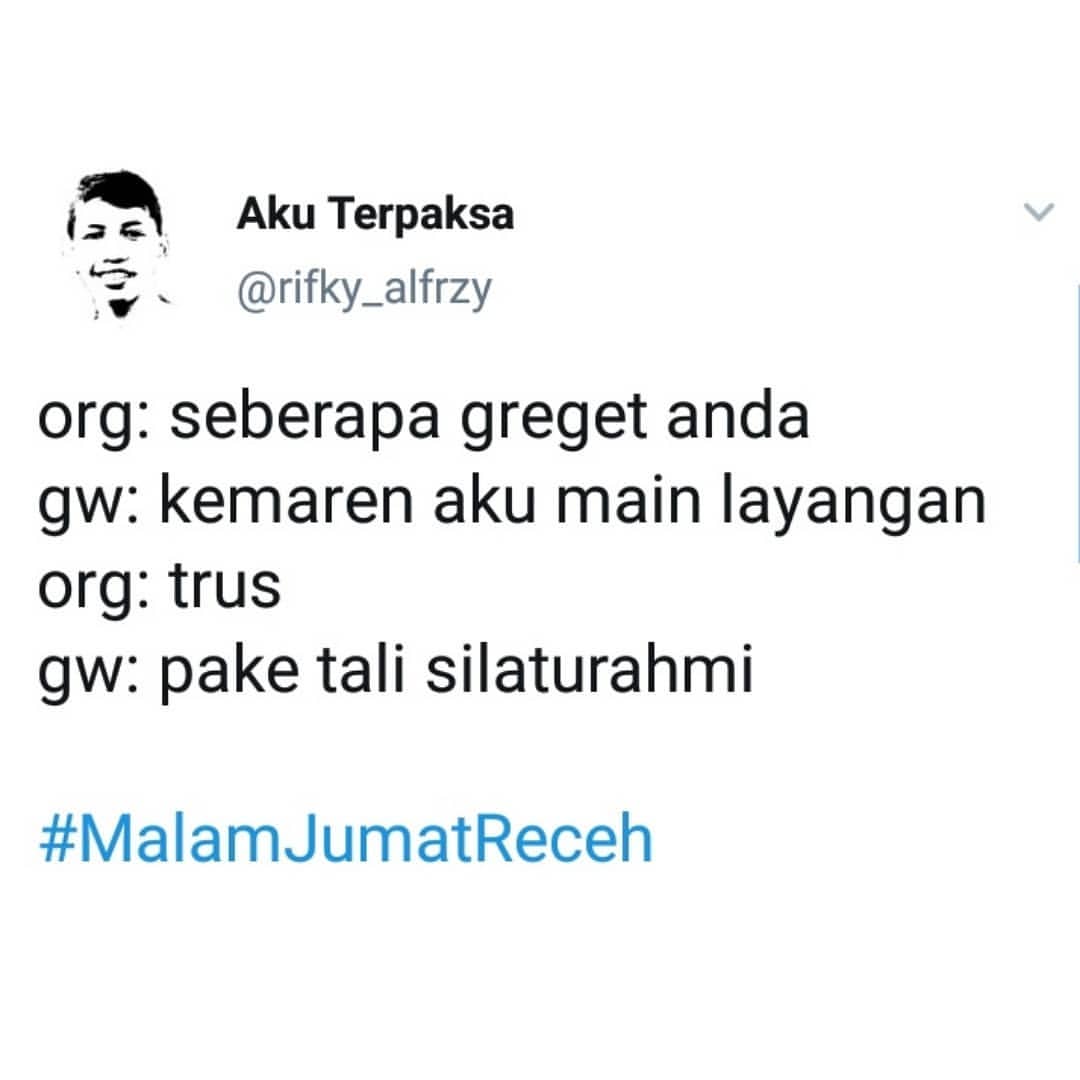 Aku Terpaksa
@rifky_alfrzy
org: seberapa greget anda
gw: kemaren aku main layangan
org: trus
gw: pake tali silaturahmi
#MalamJumatReceh